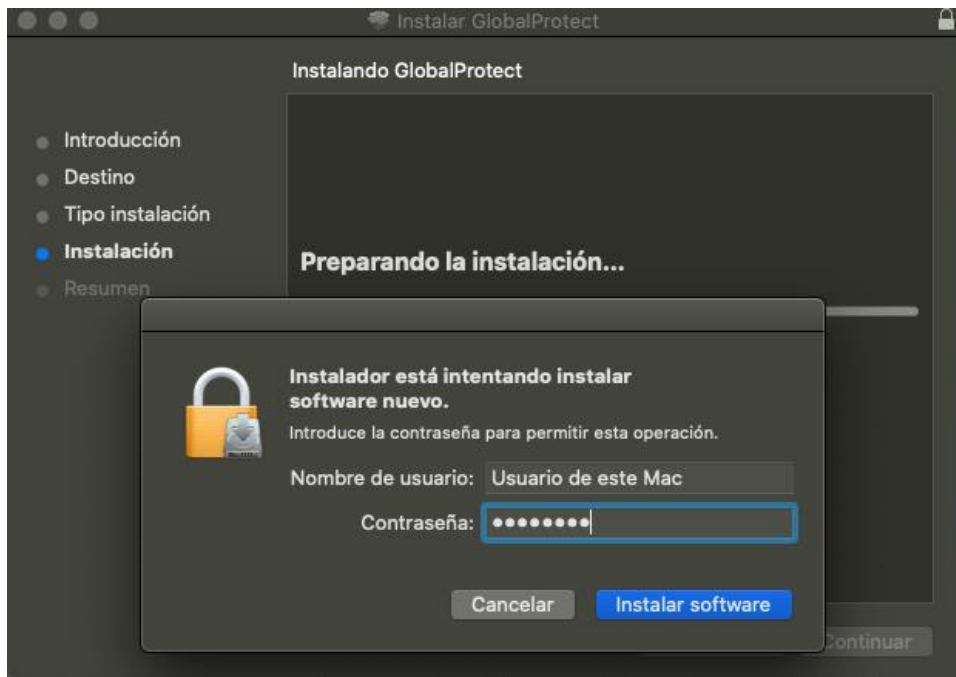 Instalar GlobalProtect
Instalando GlobalProtect
Introducción
Destino
Tipo instalación
Instalación
Resumen
Preparando la instalación...
Instalador está intentando instalar
software nuevo.
Introduce la contraseña para permitir esta operación.
Nombre de usuario: Usuario de este Mac
Contraseña: ••••••••
Cancelar
Instalar software
Continuar